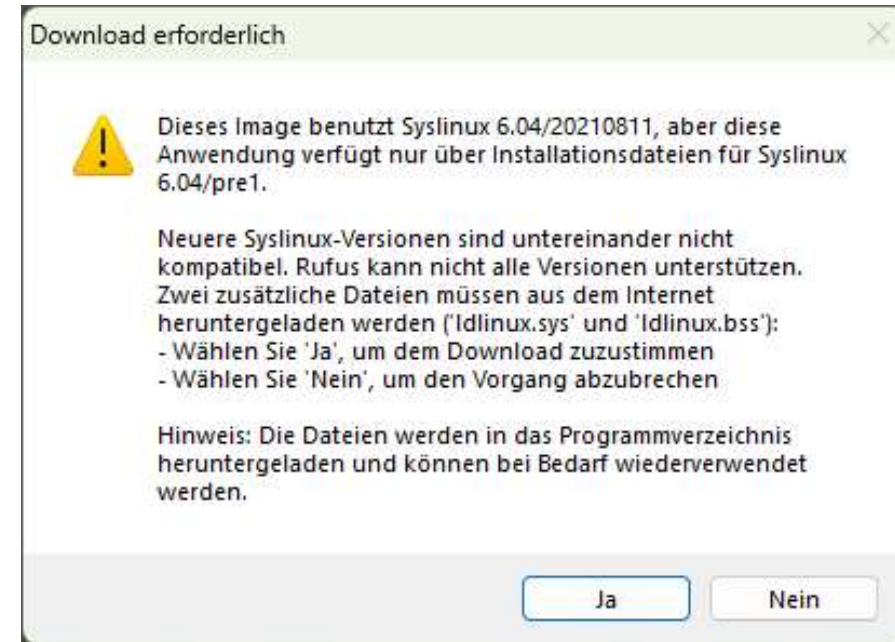 Download erforderlich
Dieses Image benutzt Syslinux 6.04/20210811, aber diese
Anwendung verfügt nur über Installationsdateien für Syslinux
6.04/pre1.
Neuere Syslinux-Versionen sind untereinander nicht
kompatibel. Rufus kann nicht alle Versionen unterstützen.
Zwei zusätzliche Dateien müssen aus dem Internet
heruntergeladen werden ('ldlinux.sys' und 'ldlinux.bss'):
- Wählen Sie 'Ja', um dem Download zuzustimmen
- Wählen Sie 'Nein', um den Vorgang abzubrechen
Hinweis: Die Dateien werden in das Programmverzeichnis
heruntergeladen und können bei Bedarf wiederverwendet
werden.
Ja
Nein